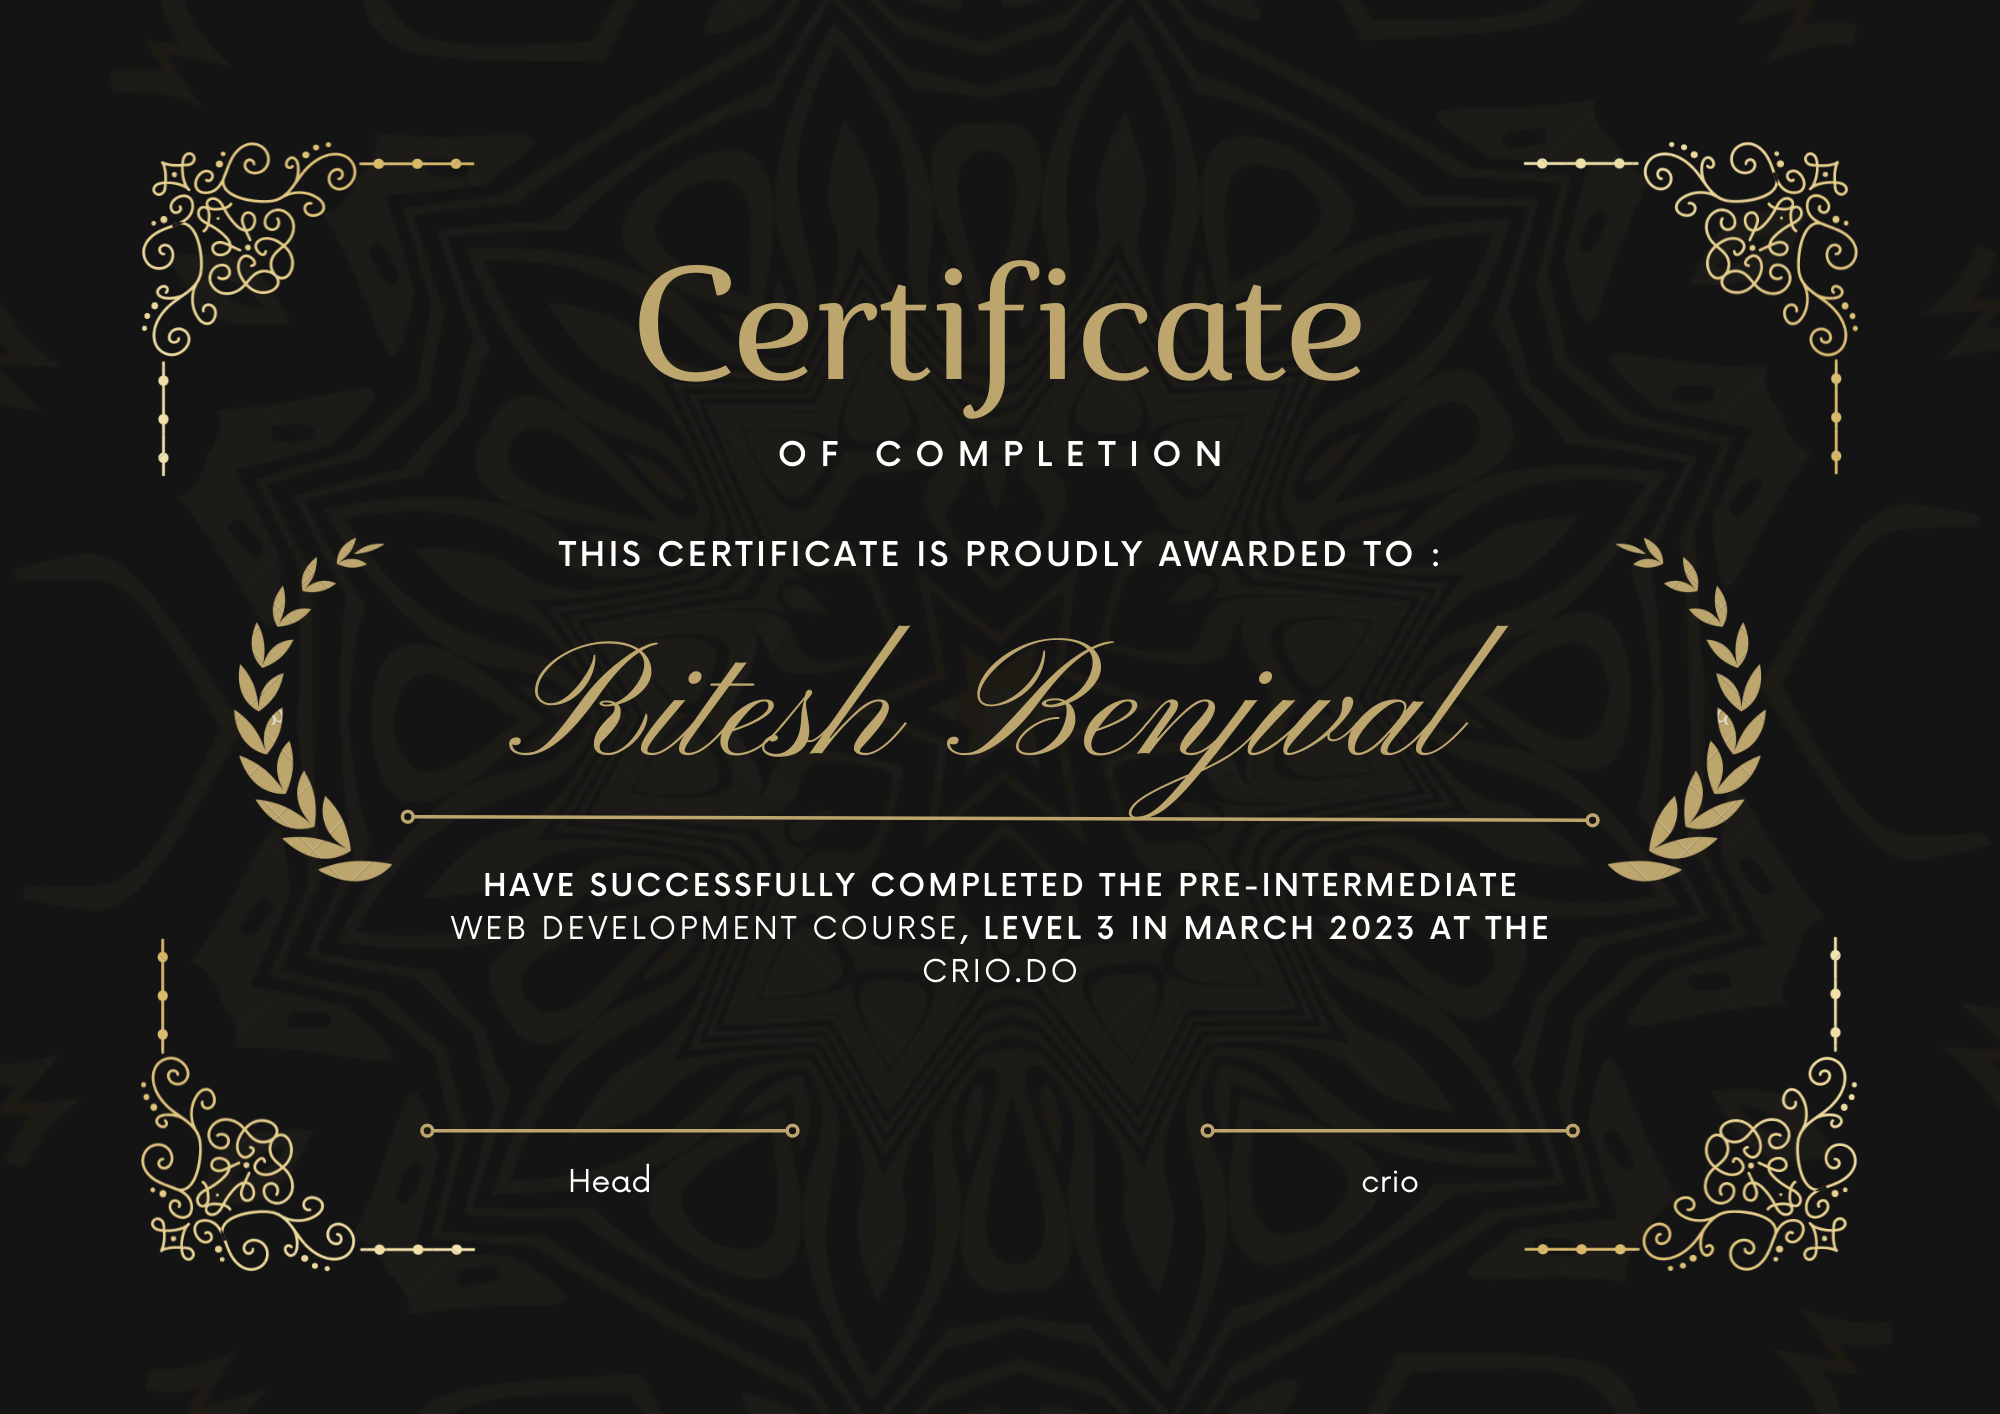 Certificate
OF COMPLETION
THIS CERTIFICATE IS PROUDLY AWARDED TO :
Ritesh Benjwal
HAVE SUCCESSFULLY COMPLETED THE PRE-INTERMEDIATE
WEB DEVELOPMENT COURSE, LEVEL 3 IN MARCH 2023 AT THE
CRIO.DO
Head
crio